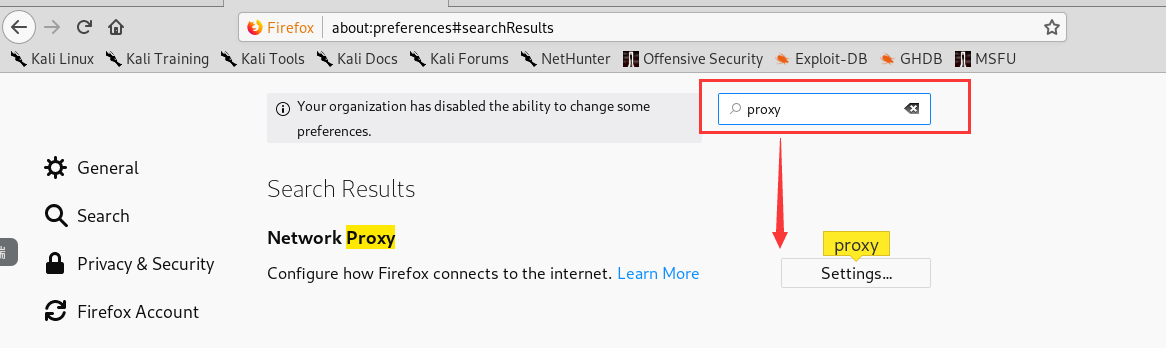 Firefox about:preferences#searchResults
Kali Linux Kali Training Kali Tools Kali Docs Kali Forums NetHunter Offensive Security Exploit-DB GHDB MSFU
Your organization has disabled the ability to change some
preferences.
proxy
General
Search
Privacy & Security
Firefox Account
Search Results
Network Proxy
Configure how Firefox connects to the internet. Learn More
proxy
Settings...